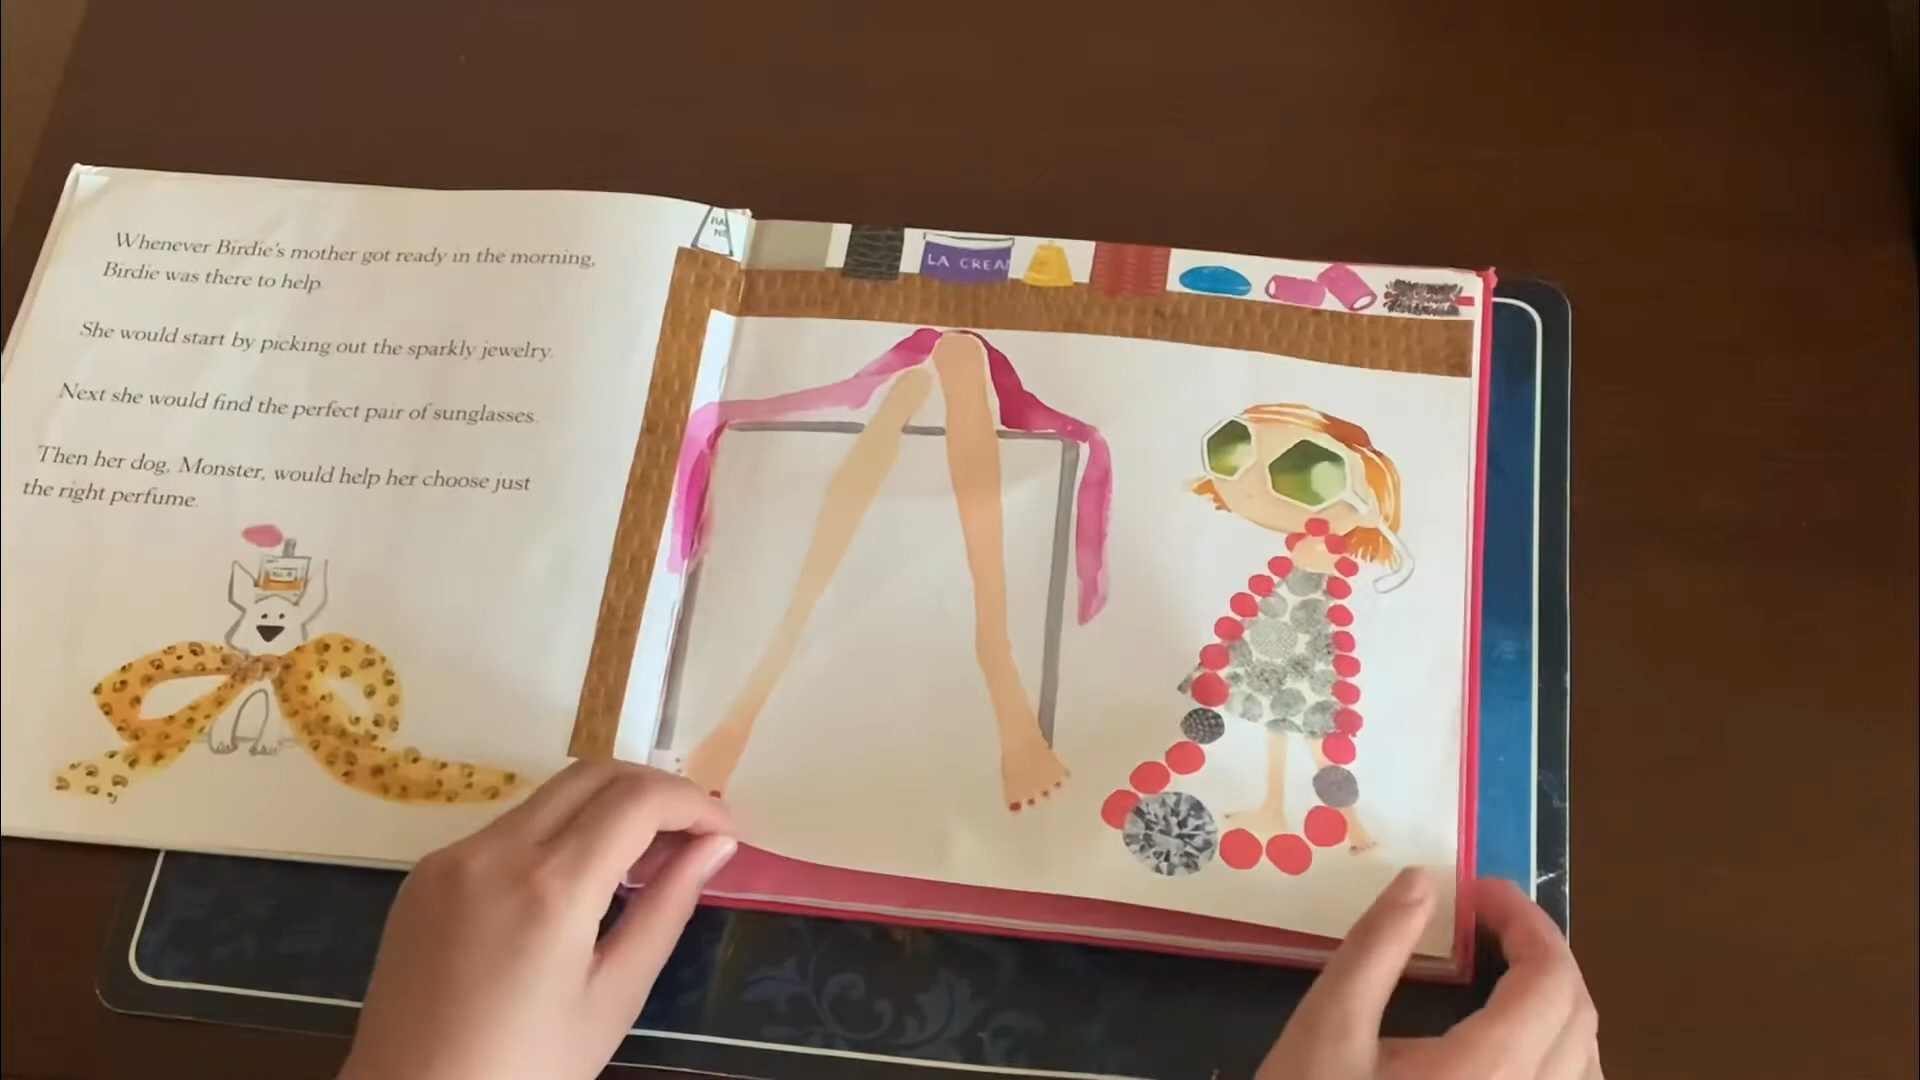 Whenever Birdie's mother got ready in the morning,
Birdie was there to help.
She would start by picking out the sparkly jewelry.
Next she would find the perfect pair of sunglasses.
Then her dog, Monster, would help her choose just
the right perfume.
LA CREA